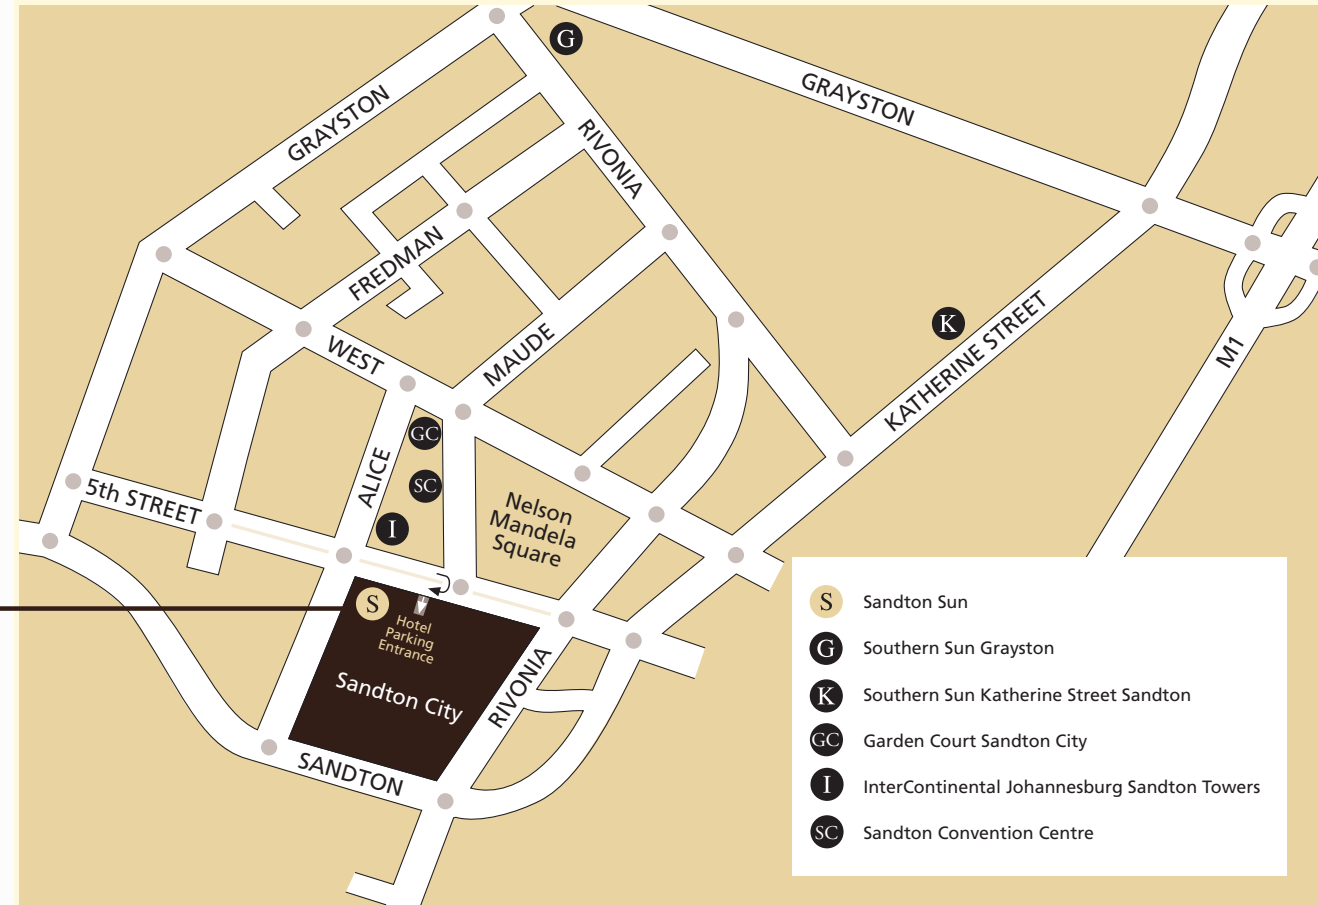 G
GRAYSTON
GRAYSTON
RIVONIA
FREDMAN
K
KATHERINE STREET
M1
WEST
MAUDE
GC
ALICE
SC
5th STREET
I
Nelson
Mandela
Square
S
Hotel
Parking
Entrance
Sandton City
RIVONIA
SANDTON
S Sandton Sun
G Southern Sun Grayston
K Southern Sun Katherine Street Sandton
GC Garden Court Sandton City
I InterContinental Johannesburg Sandton Towers
SC Sandton Convention Centre